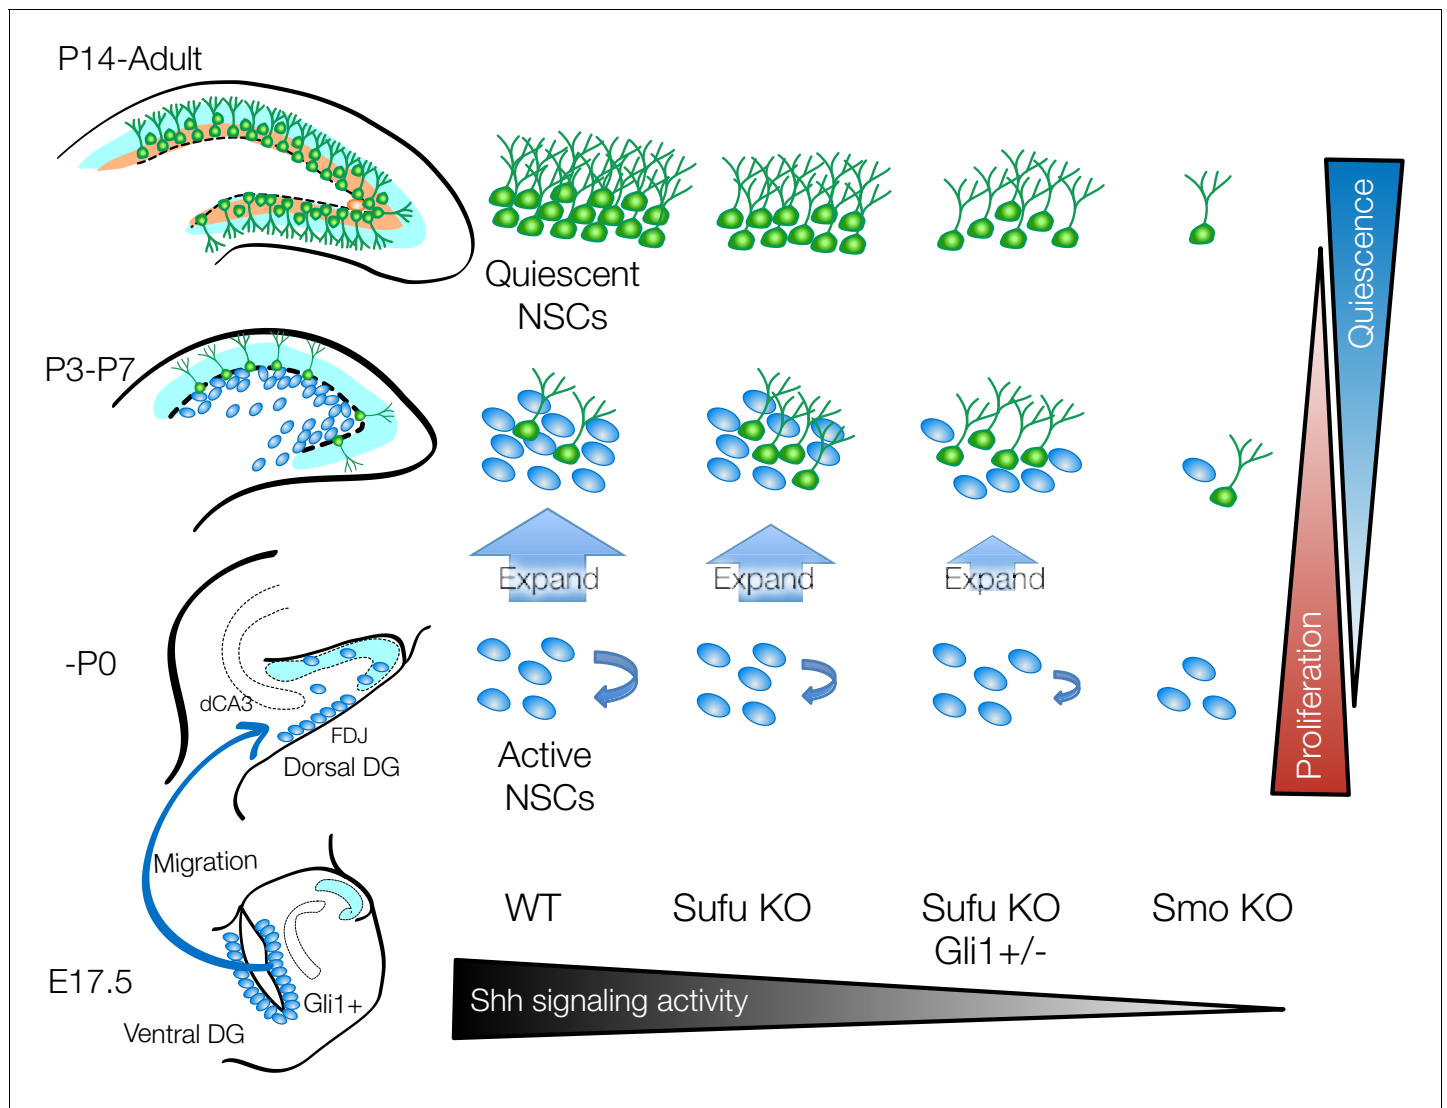 P14-Adult
Quiescent
NSCs
Quiescence
P3-P7
Expand
Expand
Expand
Proliferation
-P0
dCA3
FDJ
Dorsal DG
Active
NSCs
Migration
E17.5
Gli1+
Ventral DG
WT
Sufu KO
Sufu KO
Gli1+/-
Smo KO
Shh signaling activity